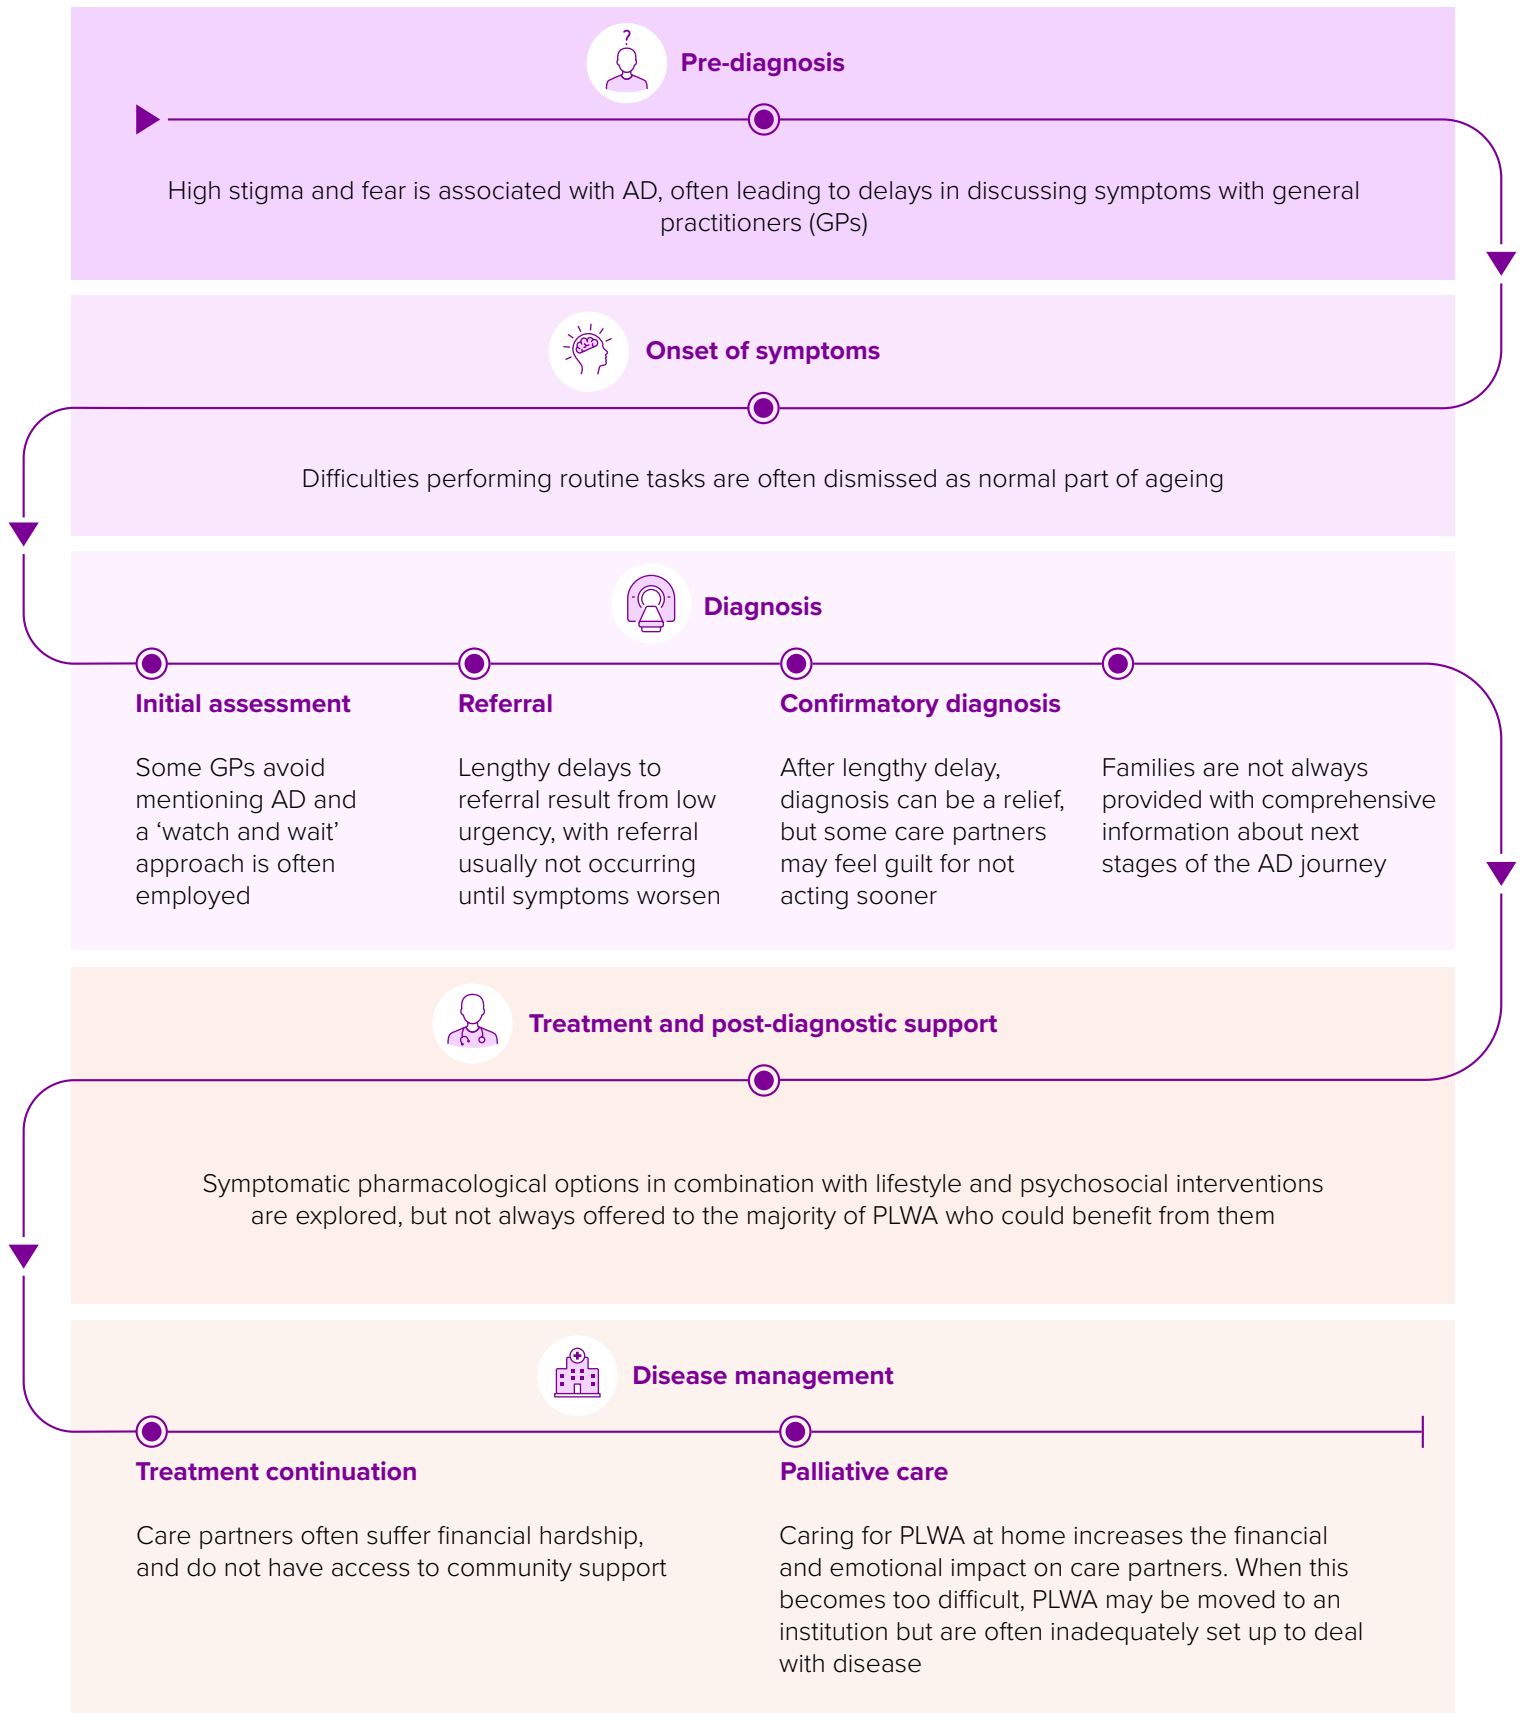 ?
Pre-diagnosis
High stigma and fear is associated with AD, often leading to delays in discussing symptoms with general
practitioners (GPs)
Onset of symptoms
Difficulties performing routine tasks are often dismissed as normal part of ageing
Diagnosis
Initial assessment
Some GPs avoid
mentioning AD and
a ‘watch and wait’
approach is often
employed
Referral
Lengthy delays to
referral result from low
urgency, with referral
usually not occurring
until symptoms worsen
Confirmatory diagnosis
After lengthy delay,
diagnosis can be a relief,
but some care partners
may feel guilt for not
acting sooner
Families are not always
provided with comprehensive
information about next
stages of the AD journey
Treatment and post-diagnostic support
Symptomatic pharmacological options in combination with lifestyle and psychosocial interventions
are explored, but not always offered to the majority of PLWA who could benefit from them
Disease management
Treatment continuation
Care partners often suffer financial hardship,
and do not have access to community support
Palliative care
Caring for PLWA at home increases the financial
and emotional impact on care partners. When this
becomes too difficult, PLWA may be moved to an
institution but are often inadequately set up to deal
with disease